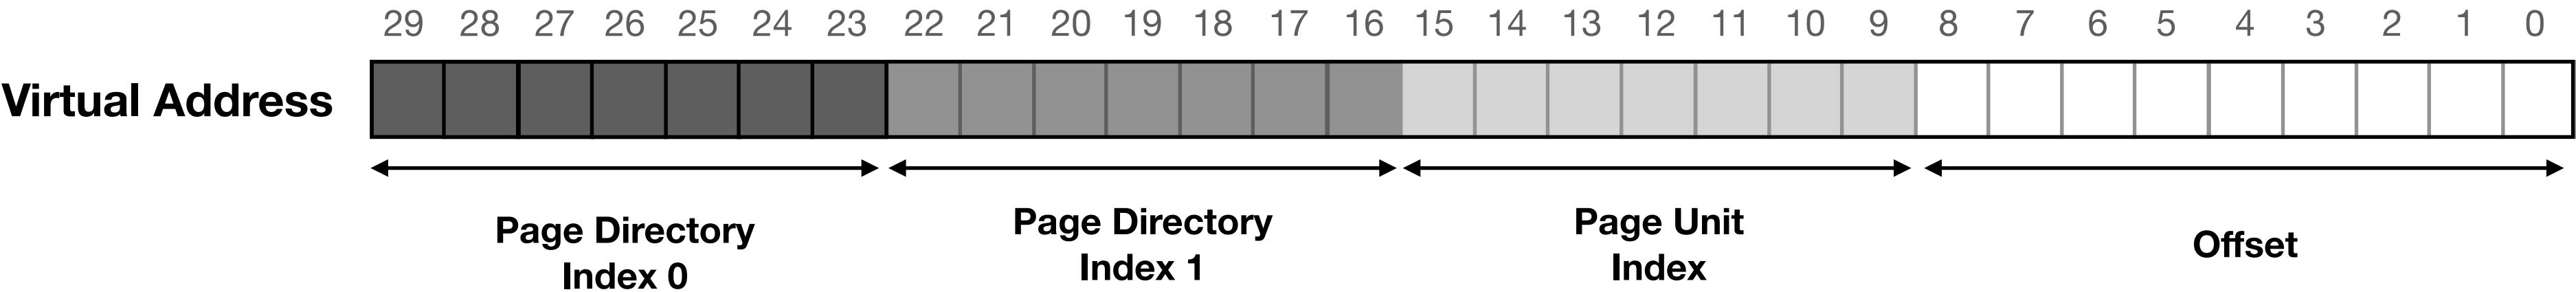 29 28 27 26 25 24 23 22 21 20 19 18 17 16 15 14 13 12 11 10 9 8 7 6 5 4 3 2 1 0
Virtual Address
Page Directory
Index 0
Page Directory
Index 1
Page Unit
Index
Offset